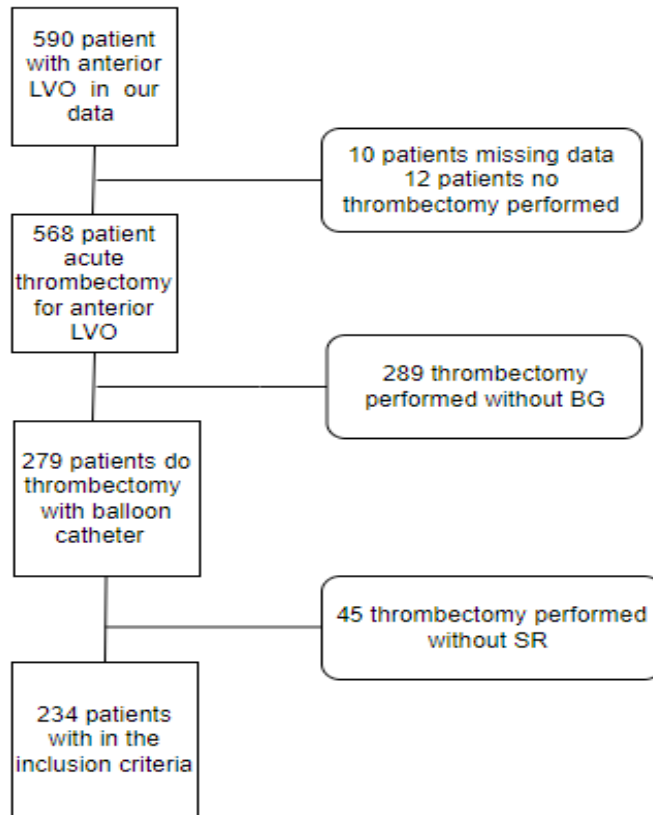 590 patient
with anterior
LVO in our
data
10 patients missing data
12 patients no
thrombectomy performed
568 patient
acute
thrombectomy
for anterior
LVO
289 thrombectomy
performed without BG
279 patients do
thrombectomy
with balloon
catheter
45 thrombectomy performed
without SR
234 patients
with in the
inclusion criteria